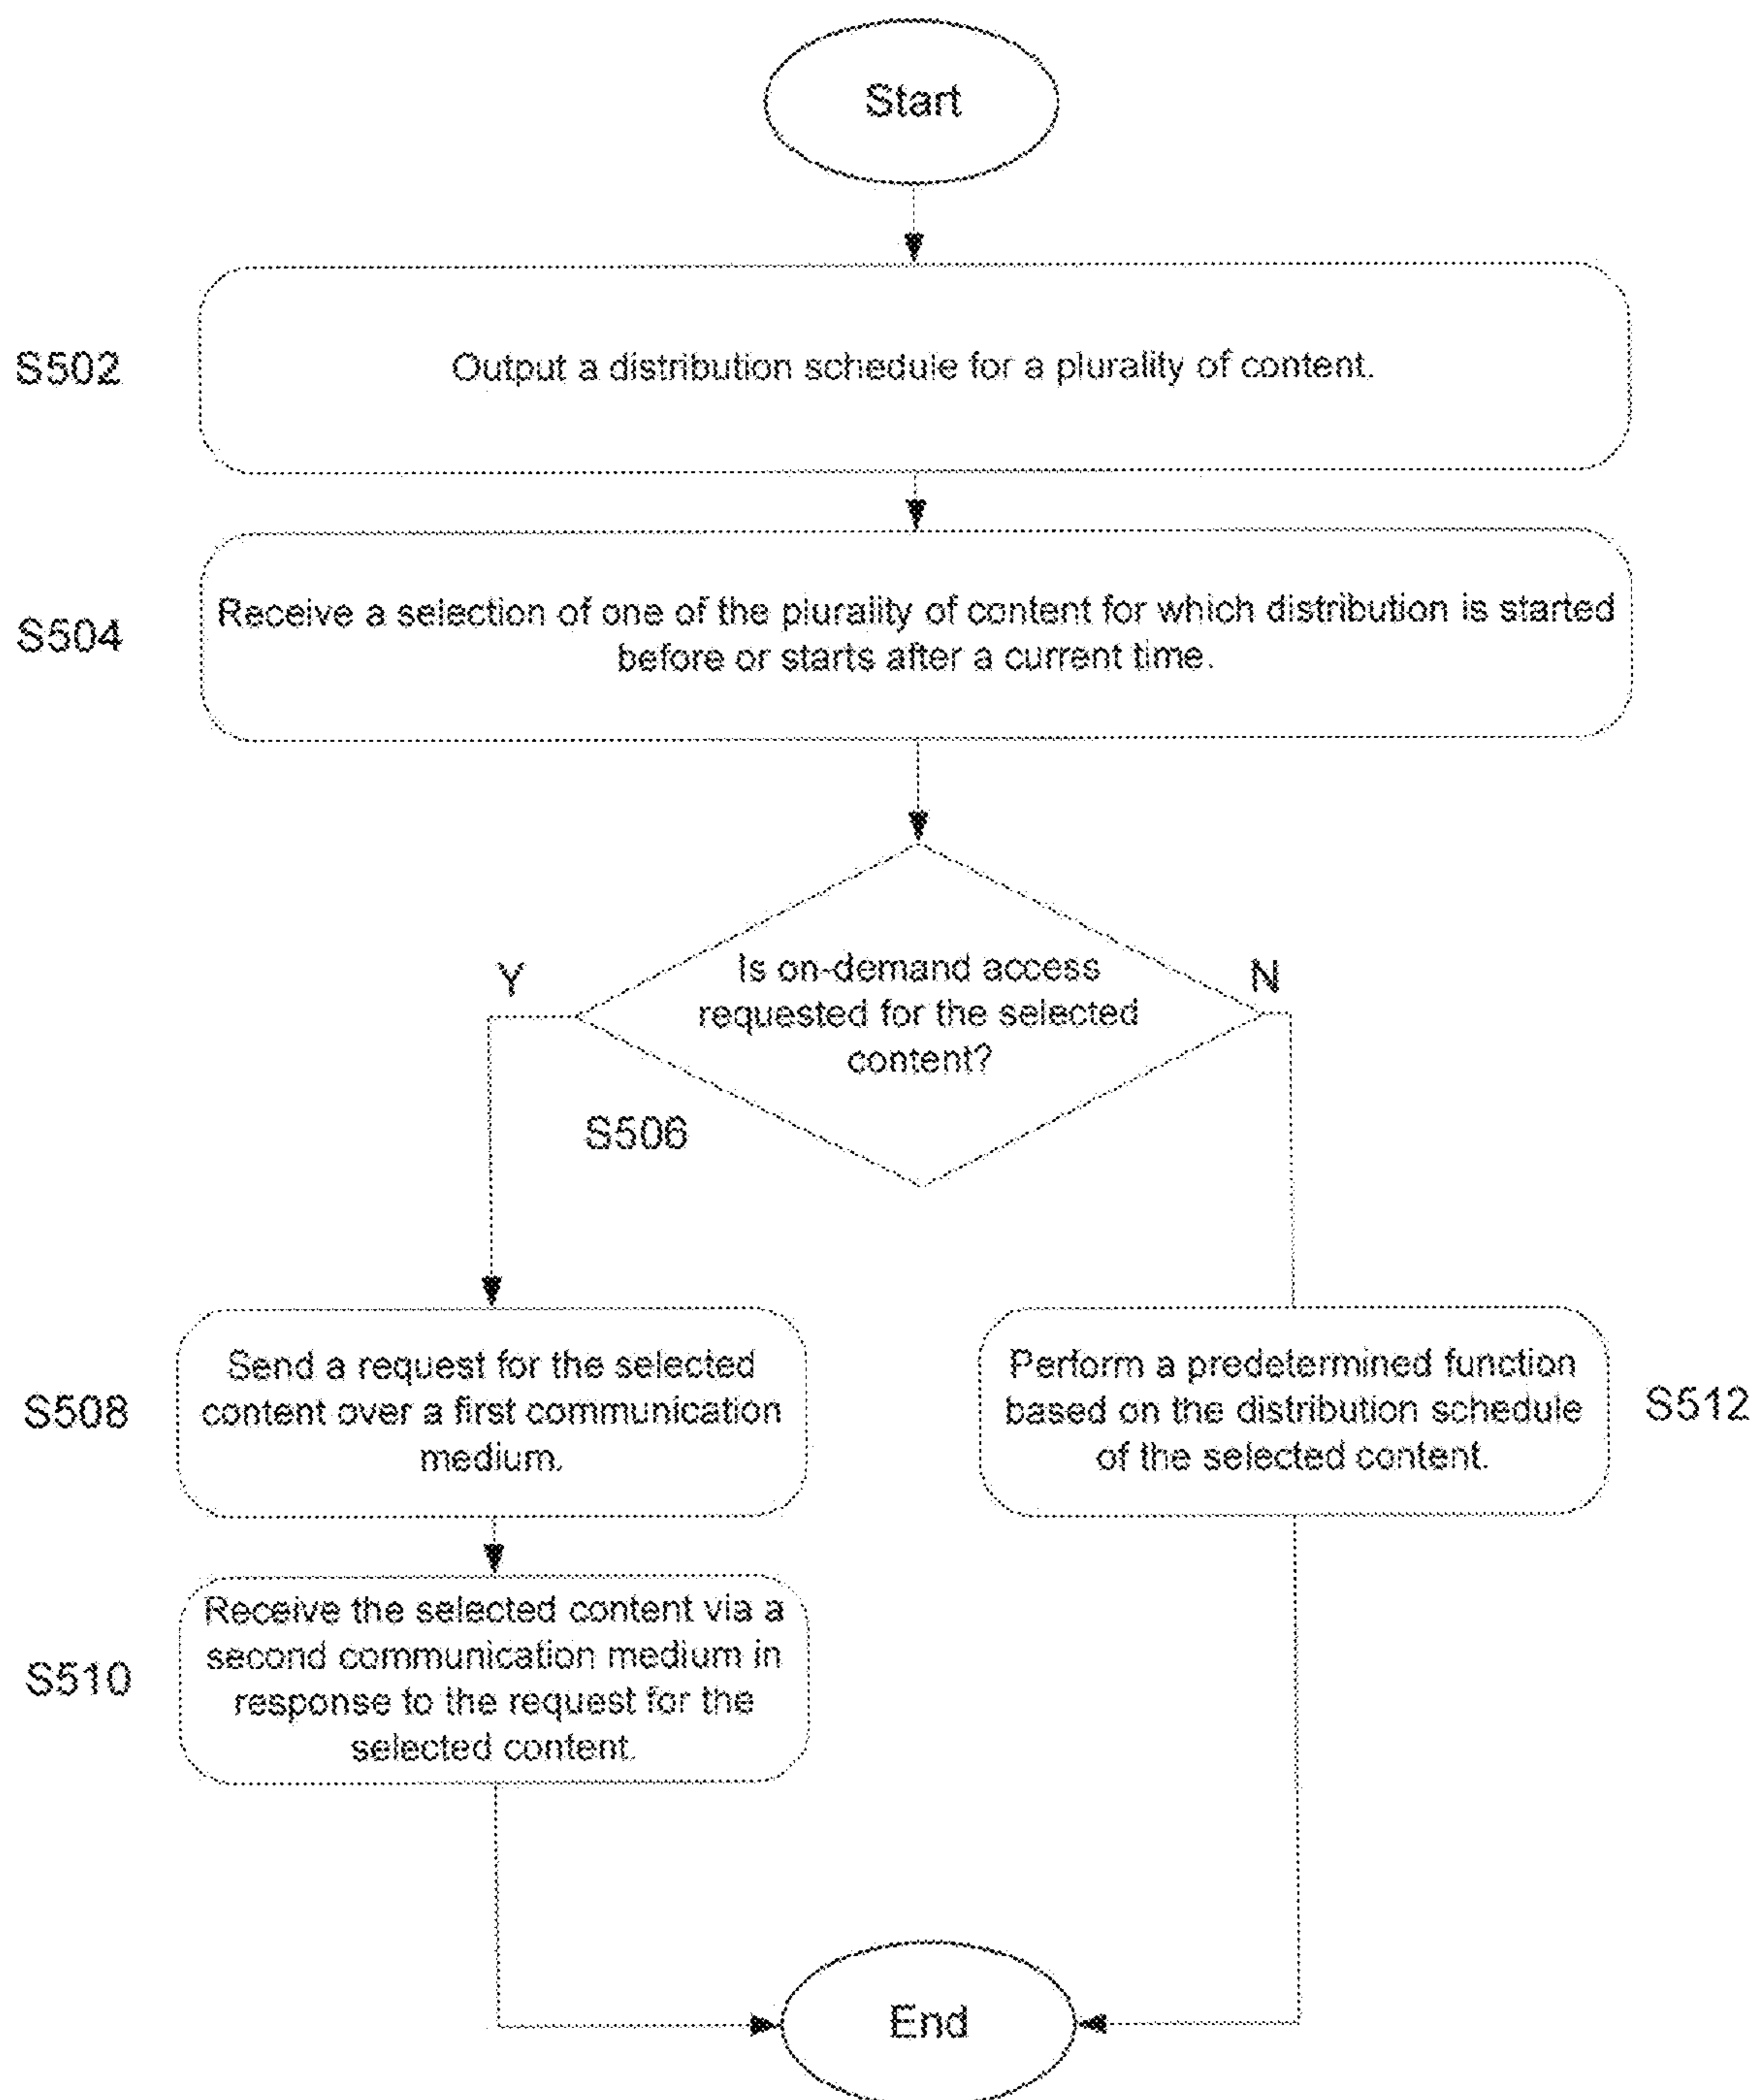 Start
S502
Output a distribution schedule for a plurality of content.
S504
Receive a selection of one of the plurality of content for which distribution is started
before or starts after a current time.
Y
Is on-demand access
requested for the selected
content?
N
S506
S508
Send a request for the selected
content over a first communication
medium.
Perform a predetermined function
based on the distribution schedule
of the selected content.
S512
S510
Receive the selected content via a
second communication medium in
response to the request for the
selected content.
End